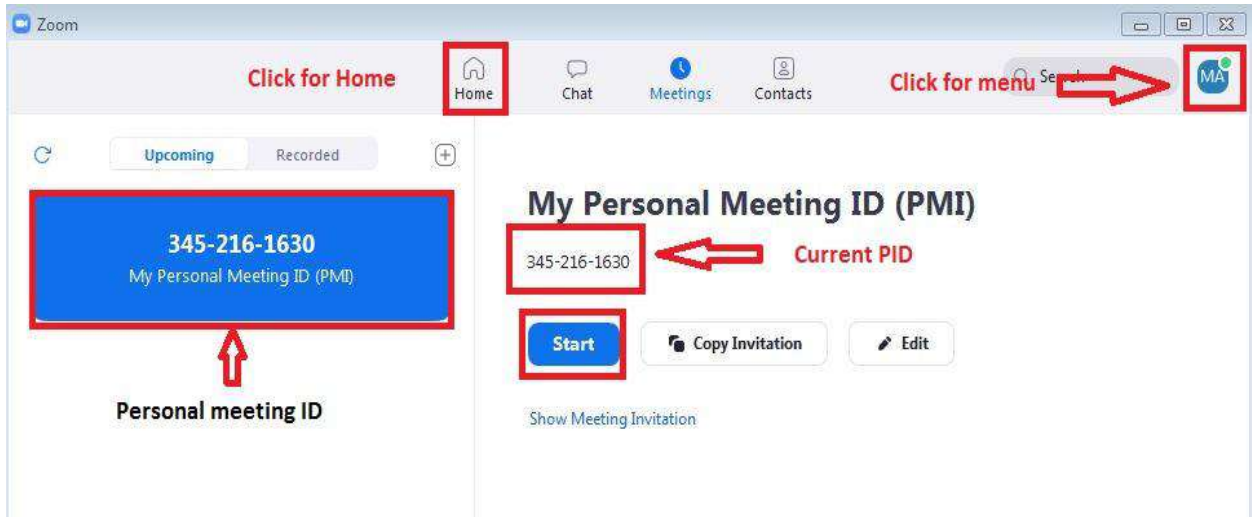 Zoom
Click for Home
Home
Chat
Meetings
Contacts
Click for menu
Search
MA
Upcoming
Recorded
345-216-1630
My Personal Meeting ID (PMI)
Personal meeting ID
My Personal Meeting ID (PMI)
345-216-1630
Current PID
Start
Copy Invitation
Edit
Show Meeting Invitation